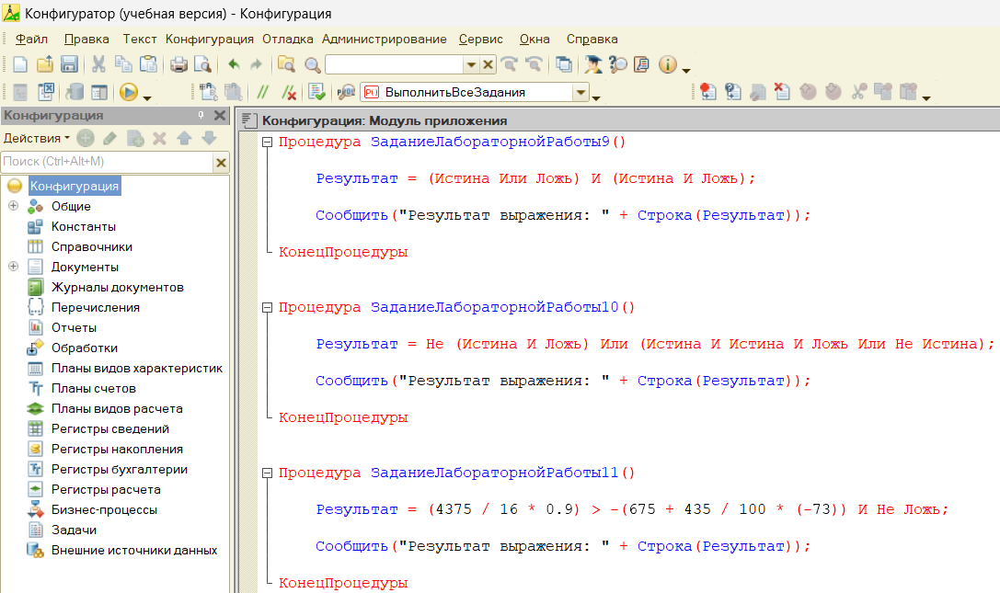 Конфигуратор (учебная версия) - Конфигурация
Файл Правка Текст Конфигурация Отладка Администрирование Сервис Окна Справка
ВыполнитьВсеЗадания
Конфигурация
Конфигурация: Модуль приложения
Действия
Поиск (Ctrl+Alt+M)
Конфигурация
Общие
Константы
Справочники
Документы
Журналы документов
Перечисления
Отчеты
Обработки
Планы видов характеристик
Планы счетов
Планы видов расчета
Регистры сведений
Регистры накопления
Регистры бухгалтерии
Регистры расчета
Бизнес-процессы
Задачи
Внешние источники данных
Процедура ЗаданиеЛабораторнойРаботы9()
Результат = (Истина Или Ложь) И (Истина И Ложь);
Сообщить("Результат выражения: " + Строка(Результат));
КонецПроцедуры
Процедура ЗаданиеЛабораторнойРаботы10()
Результат = Не (Истина И Ложь) Или (Истина И Истина И Ложь Или Не Истина);
Сообщить("Результат выражения: " + Строка(Результат));
КонецПроцедуры
Процедура ЗаданиеЛабораторнойРаботы11()
Результат = (4375 / 16 * 0.9) > -(675 + 435 / 100 * (-73)) И Не Ложь;
Сообщить("Результат выражения: " + Строка(Результат));
КонецПроцедуры